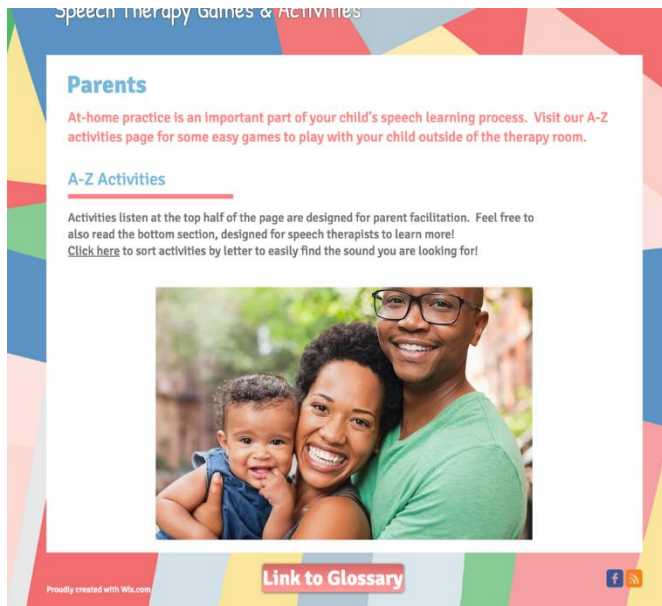 Speech Therapy Games & Activities
Parents
At-home practice is an important part of your child's speech learning process. Visit our A-Z
activities page for some easy games to play with your child outside of the therapy room.
A-Z Activities
Activities listen at the top half of the page are designed for parent facilitation. Feel free to
also read the bottom section, designed for speech therapists to learn more!
Click here to sort activities by letter to easily find the sound you are looking for!
Link to Glossary
Proudly created with Wix.com